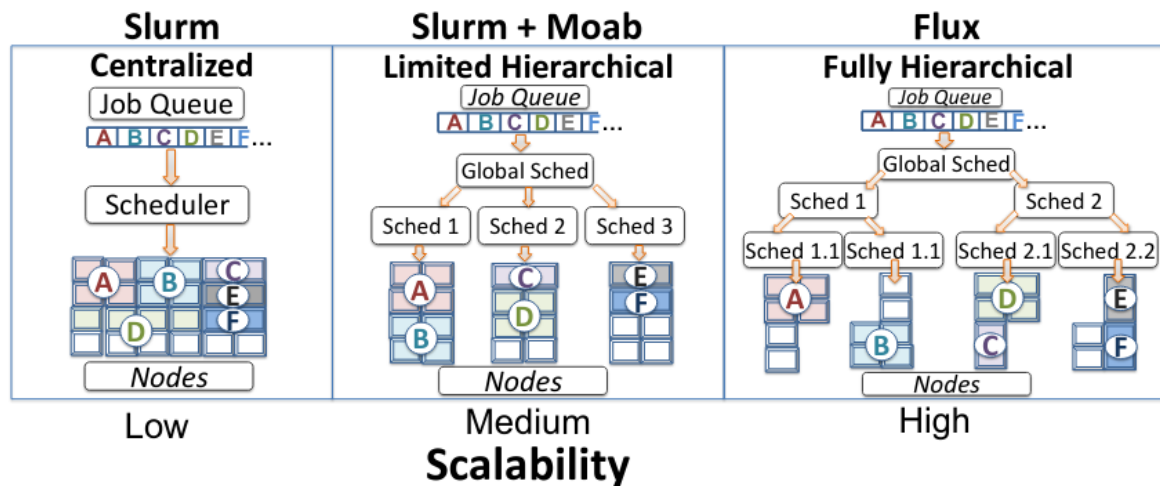 Slurm
Centralized
Job Queue
A B C D E F...
Scheduler
A B C
E
D F
Nodes
Low
Slurm + Moab
Limited Hierarchical
Job Queue
A B C D E F...
Global Sched
Sched 1 Sched 2 Sched 3
C E
A F
D
B
Nodes
Medium
Flux
Fully Hierarchical
Job Queue
A B C D E F...
Global Sched
Sched 1 Sched 2
Sched 1.1 Sched 1.1 Sched 2.1 Sched 2.2
A D E
B C F
Nodes
High
Scalability